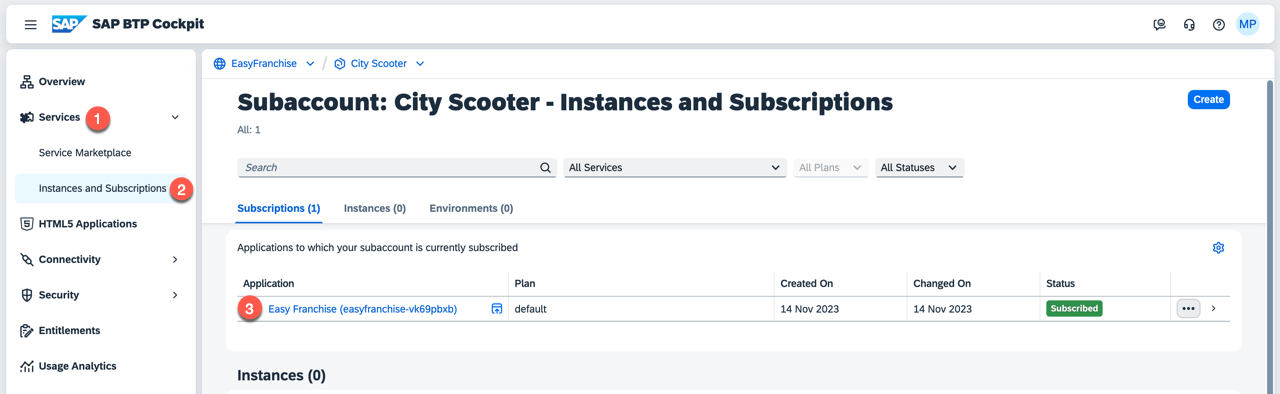 SAP SAP BTP Cockpit
MP
Overview
Services 1
Service Marketplace
Instances and Subscriptions 2
HTML5 Applications
Connectivity
Security
Entitlements
Usage Analytics
EasyFranchise / City Scooter
Subaccount: City Scooter - Instances and Subscriptions
Create
All: 1
Search All Services All Plans All Statuses
Subscriptions (1) Instances (0) Environments (0)
Applications to which your subaccount is currently subscribed
Application Plan Created On Changed On Status
3 Easy Franchise (easyfranchise-vk69pbxb) default 14 Nov 2023 14 Nov 2023 Subscribed
Instances (0)